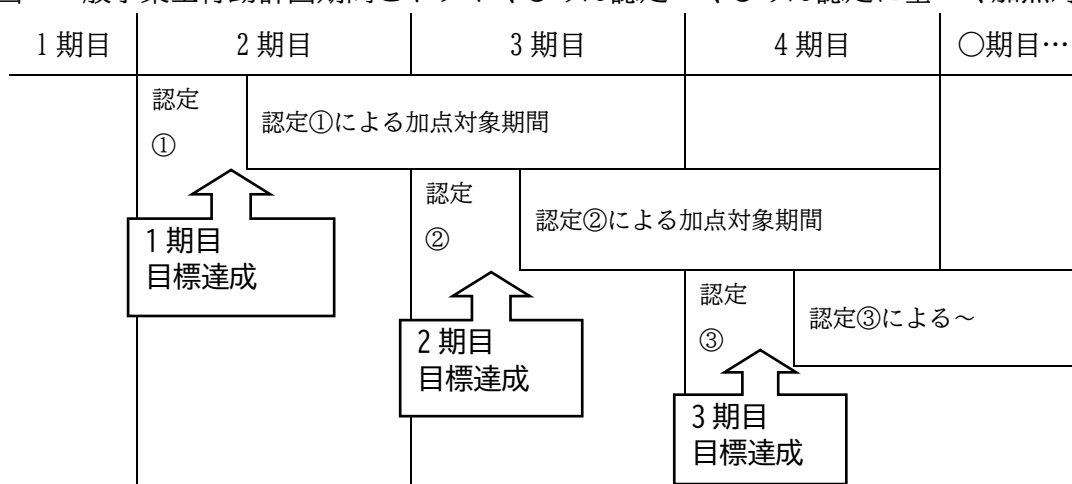 1期目
2期目
3期目
4期目
〇期目…
認定
①
認定①による加点対象期間
1期目
目標達成
認定
②
認定②による加点対象期間
2期目
目標達成
認定
③
認定③による～
3期目
目標達成